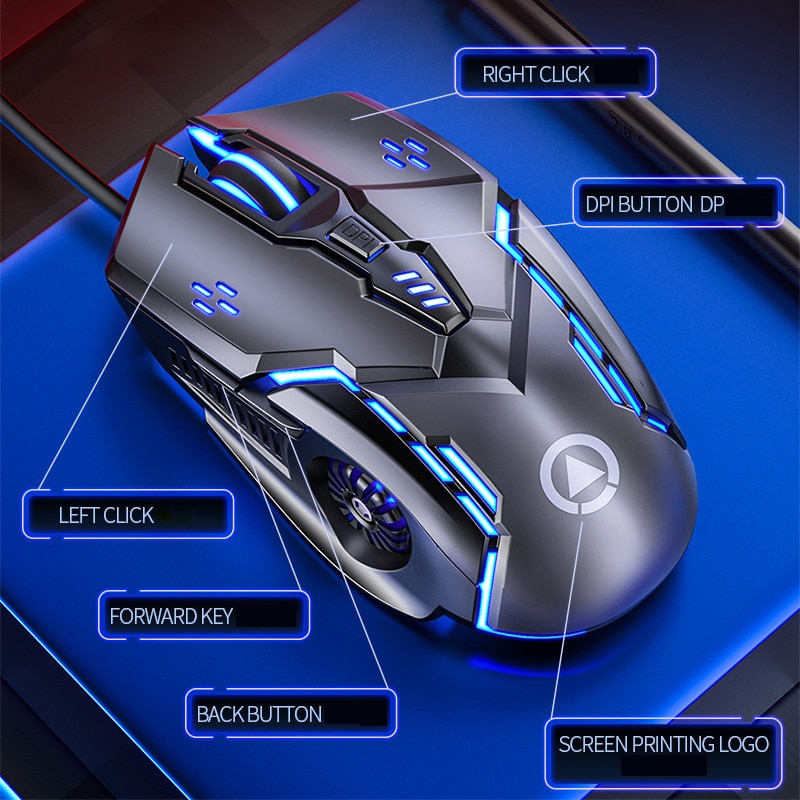 RIGHT CLICK
DPI BUTTON DP
DPI
LEFT CLICK
FORWARD KEY
BACK BUTTON
SCREEN PRINTING LOGO